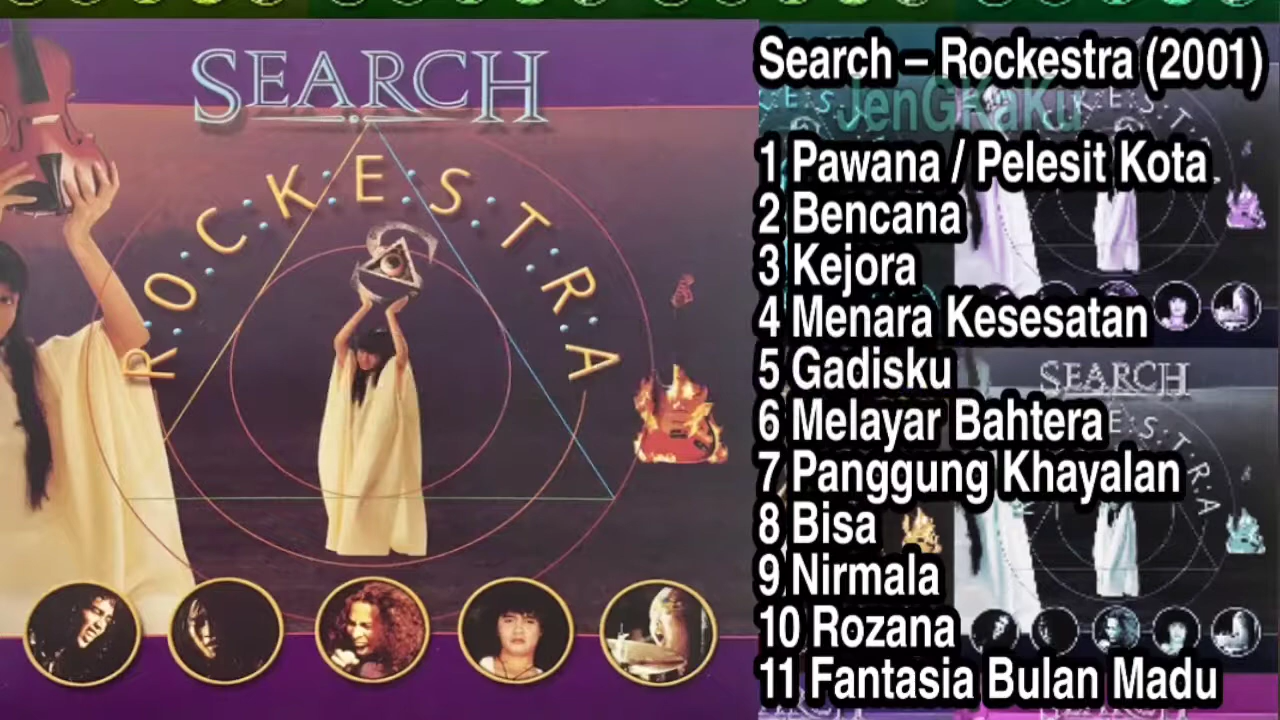 SEARCH
R·O·C·K·E·S·T·R·A
Search – Rockestra (2001)
JenGKaKu
1 Pawana / Pelesit Kota
2 Bencana
3 Kejora
4 Menara Kesesatan
5 Gadisku
6 Melayar Bahtera
7 Panggung Khayalan
8 Bisa
9 Nirmala
10 Rozana
11 Fantasia Bulan Madu
SEARCH